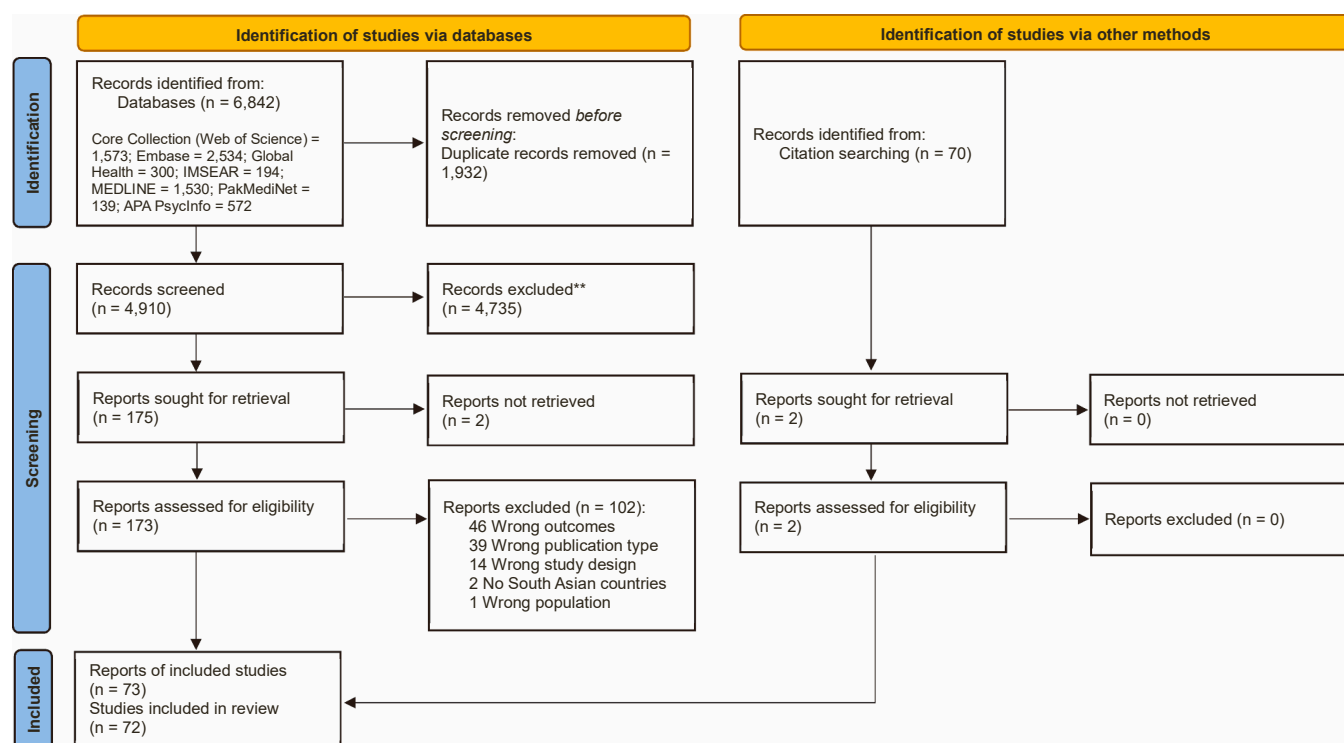 Identification of studies via databases
Identification of studies via other methods
Identification
Records identified from:
Databases (n = 6,842)
Core Collection (Web of Science) =
1,573; Embase = 2,534; Global
Health = 300; IMSEAR = 194;
MEDLINE = 1,530; PakMediNet =
139; APA PsycInfo = 572
Records removed before
screening:
Duplicate records removed (n =
1,932)
Records identified from:
Citation searching (n = 70)
Screening
Records screened
(n = 4,910)
Records excluded**
(n = 4,735)
Reports sought for retrieval
(n = 175)
Reports not retrieved
(n = 2)
Reports sought for retrieval
(n = 2)
Reports not retrieved
(n = 0)
Reports assessed for eligibility
(n = 173)
Reports excluded (n = 102):
46 Wrong outcomes
39 Wrong publication type
14 Wrong study design
2 No South Asian countries
1 Wrong population
Reports assessed for eligibility
(n = 2)
Reports excluded (n = 0)
Included
Reports of included studies
(n = 73)
Studies included in review
(n = 72)